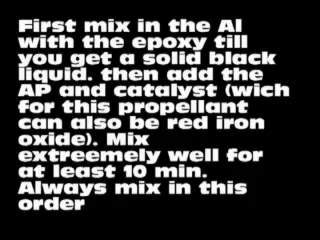 First mix in the Al
with the epoxy till
you get a solid black
liquid. then add the
AP and catalyst (wich
for this propellant
can also be red iron
oxide). Mix
extreemely well for
at least 10 min.
Always mix in this
order